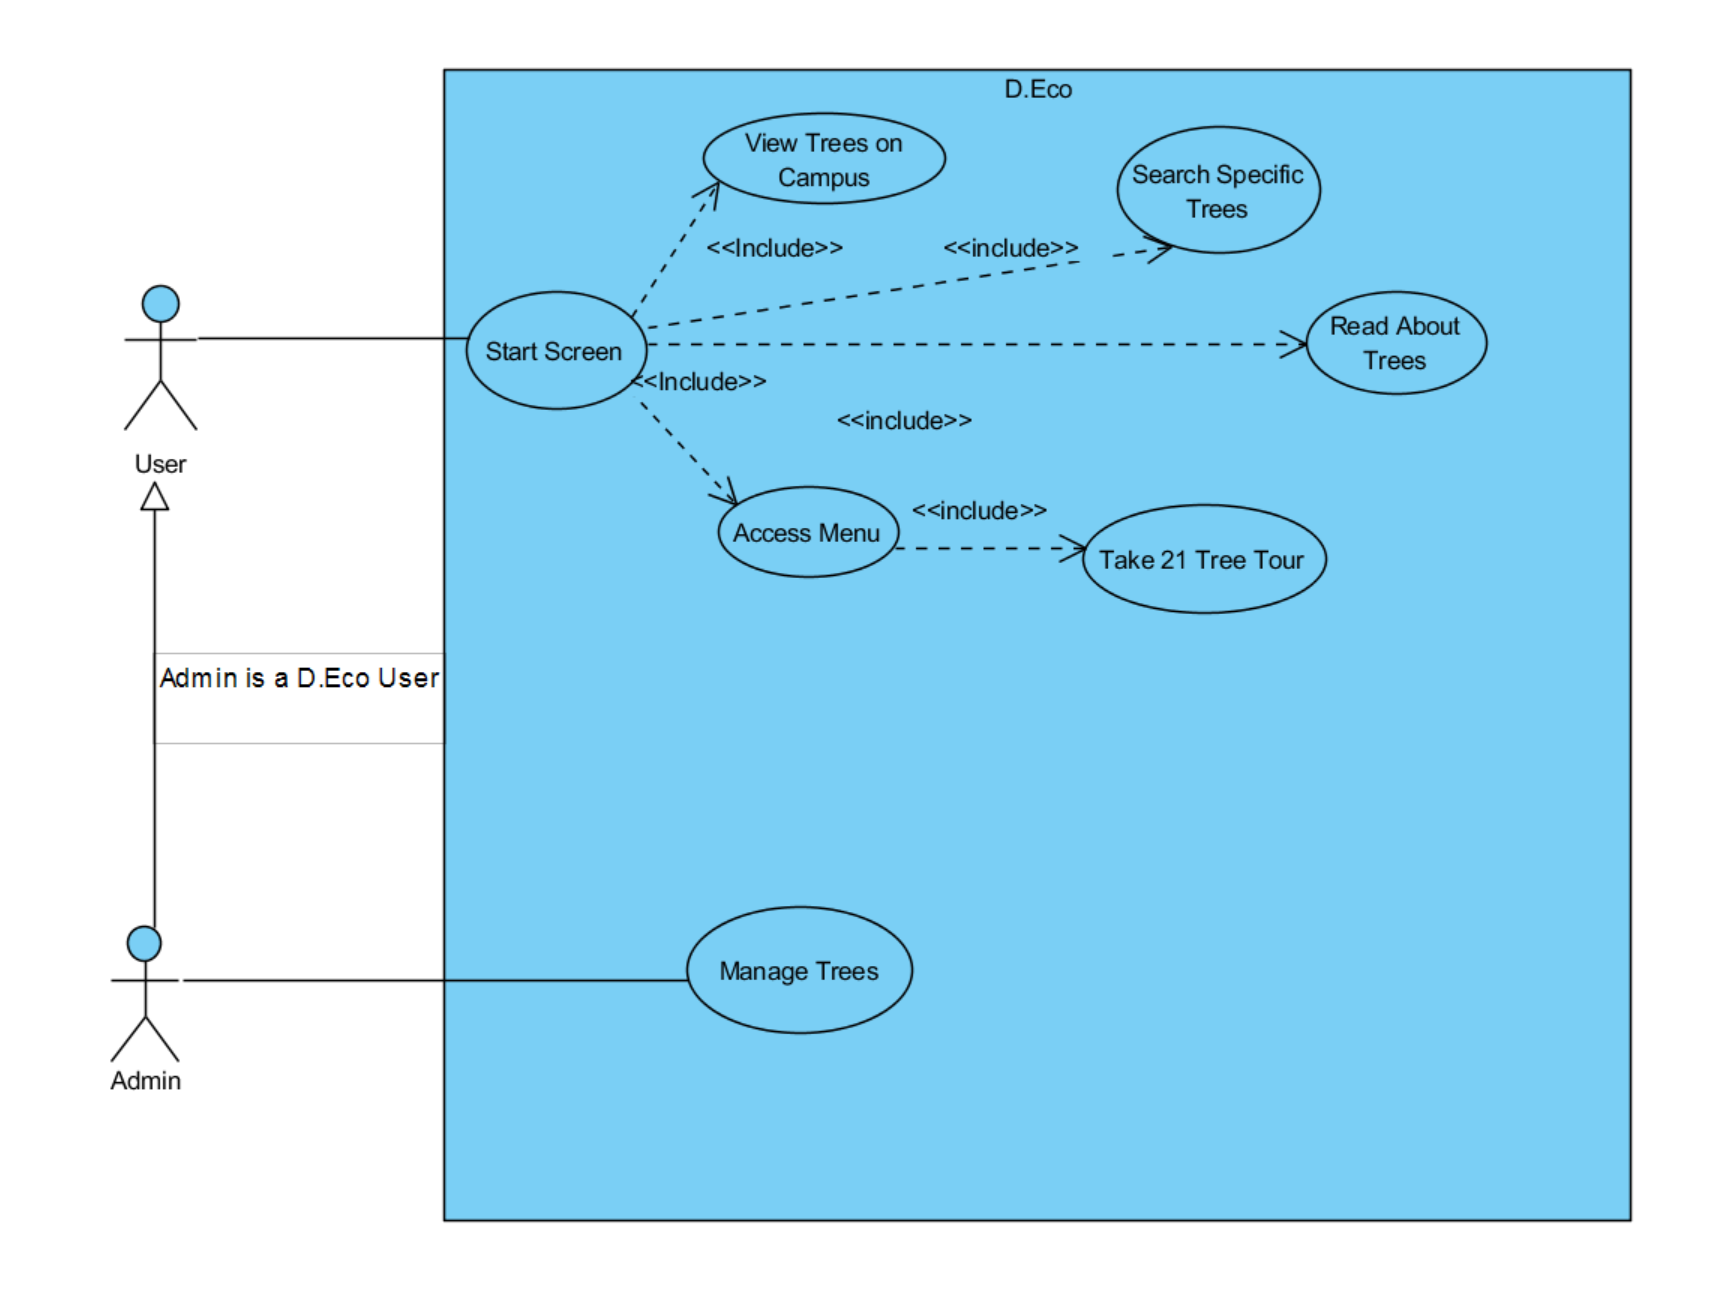 D.Eco
View Trees on
Campus
Search Specific
Trees
<<Include>>
<<include>>
Read About
Trees
Start Screen
<<Include>>
<<include>>
User
<<include>>
Access Menu
Take 21 Tree Tour
Admin is a D.Eco User
Manage Trees
Admin